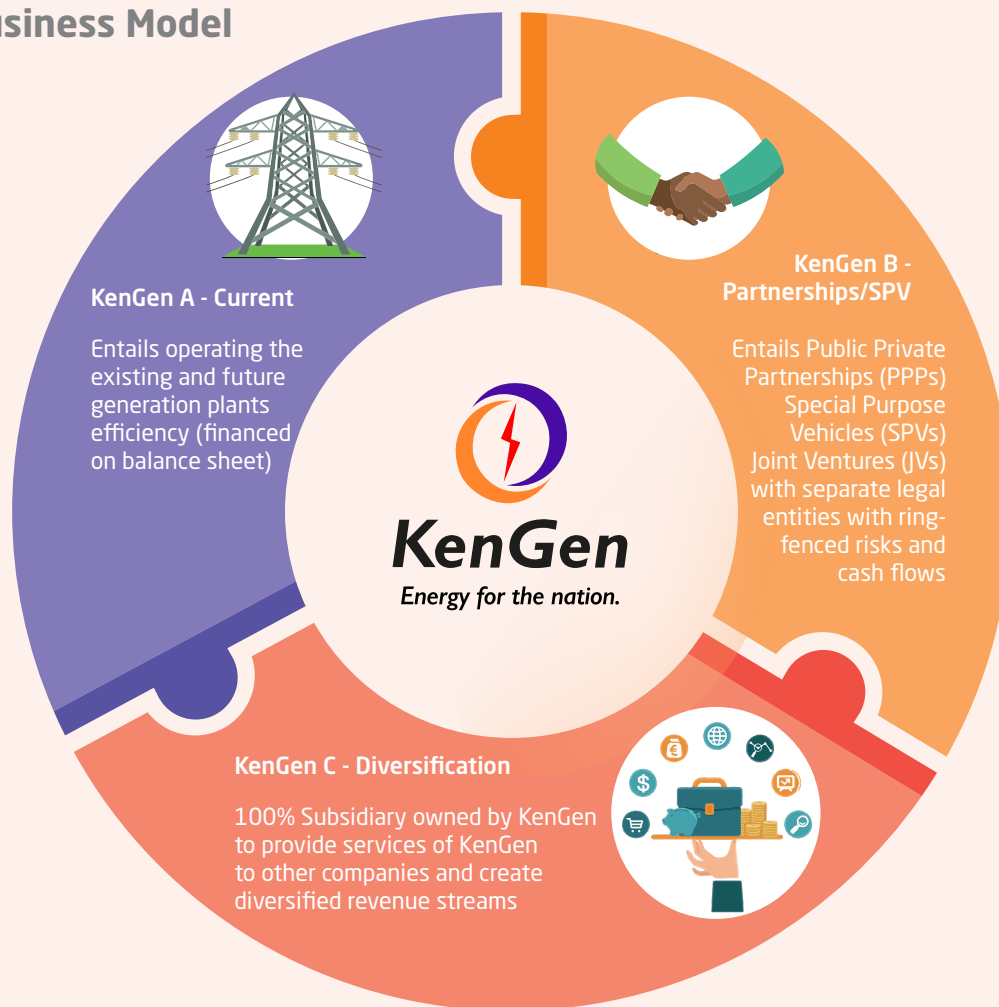 usiness Model
KenGen A - Current
Entails operating the
existing and future
generation plants
efficiency (financed
on balance sheet)
KenGen B -
Partnerships/SPV
Entails Public Private
Partnerships (PPPs)
Special Purpose
Vehicles (SPVs)
Joint Ventures (JVs)
with separate legal
entities with ring-
fenced risks and
cash flows
KenGen
Energy for the nation.
KenGen C - Diversification
100% Subsidiary owned by KenGen
to provide services of KenGen
to other companies and create
diversified revenue streams
$
€